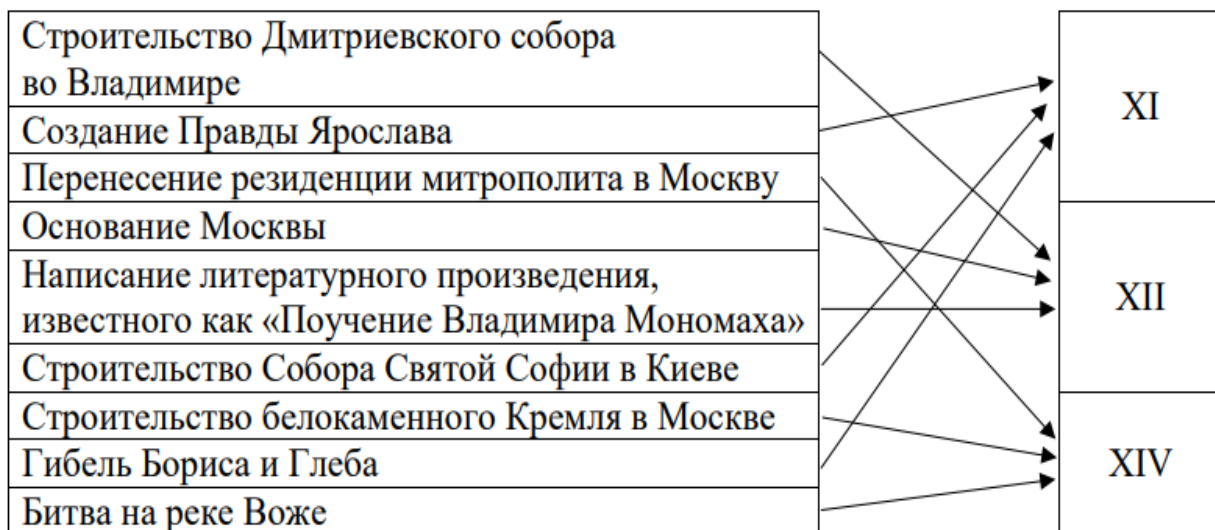 Строительство Дмитриевского собора
во Владимире
Создание Правды Ярослава
Перенесение резиденции митрополита в Москву
Основание Москвы
Написание литературного произведения,
известного как «Поучение Владимира Мономаха»
Строительство Собора Святой Софии в Киеве
Строительство белокаменного Кремля в Москве
Гибель Бориса и Глеба
Битва на реке Воже
XI
XII
XIV